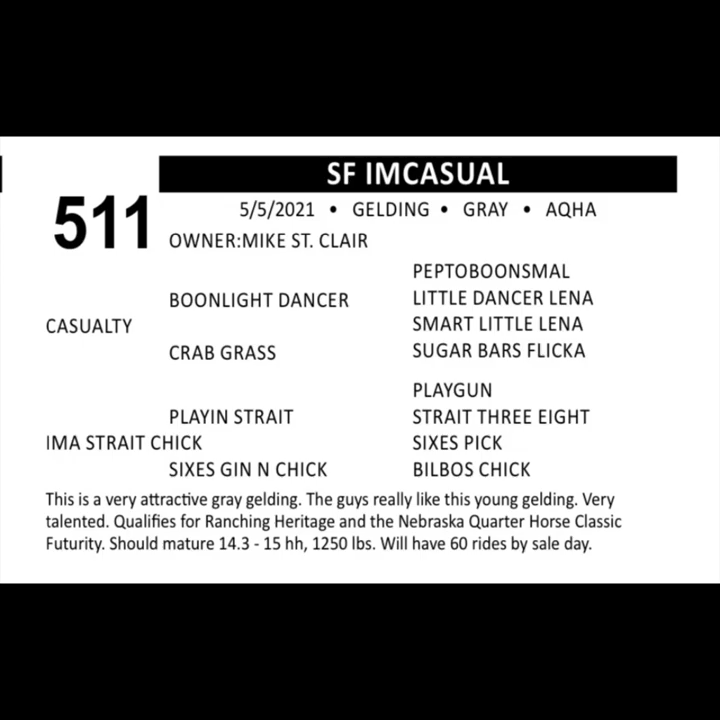 SF IMCASUAL
511
5/5/2021 • GELDING • GRAY • AQHA
OWNER:MIKE ST. CLAIR
PEPTOBOONSMAL
BOONLIGHT DANCER
LITTLE DANCER LENA
CASUALTY
SMART LITTLE LENA
CRAB GRASS
SUGAR BARS FLICKA
PLAYGUN
PLAYIN STRAIT
STRAIT THREE EIGHT
IMA STRAIT CHICK
SIXES PICK
SIXES GIN N CHICK
BILBOS CHICK
This is a very attractive gray gelding. The guys really like this young gelding. Very
talented. Qualifies for Ranching Heritage and the Nebraska Quarter Horse Classic
Futurity. Should mature 14.3 - 15 hh, 1250 lbs. Will have 60 rides by sale day.